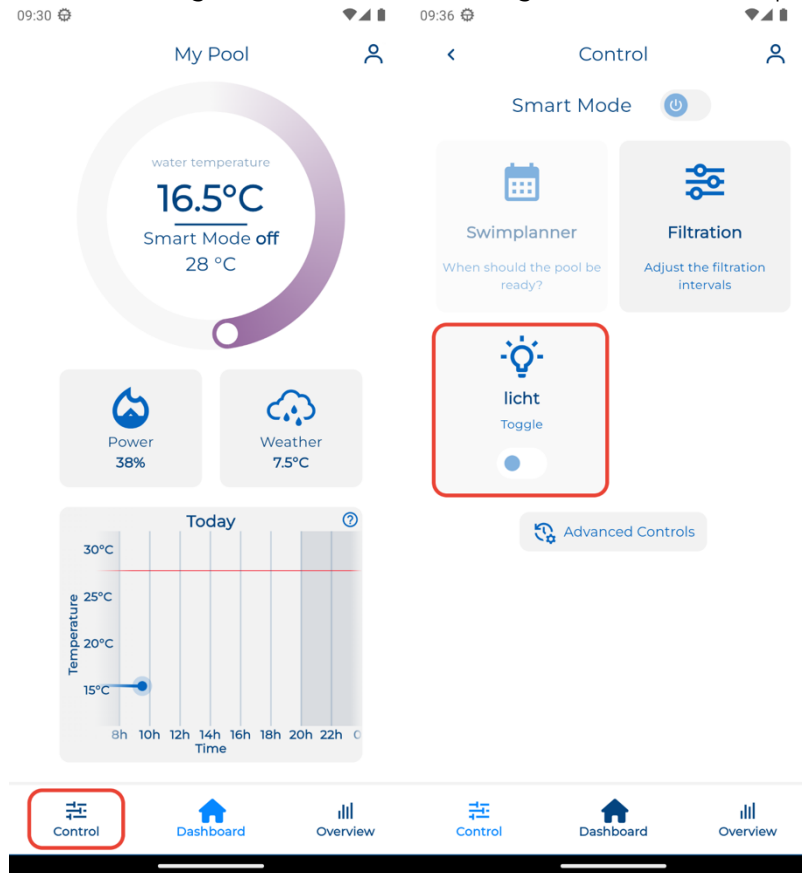 09:30
My Pool
water temperature
16.5°C
Smart Mode off
28 °C
Power
38%
Weather
7.5°C
Today
30°C
25°C
20°C
15°C
Temperature
8h 10h 12h 14h 16h 18h 20h 22h 0
Time
Control
Dashboard
Overview
09:36
Control
Smart Mode
Swimplanner
When should the pool be
ready?
Filtration
Adjust the filtration
intervals
licht
Toggle
Advanced Controls
Control
Dashboard
Overview